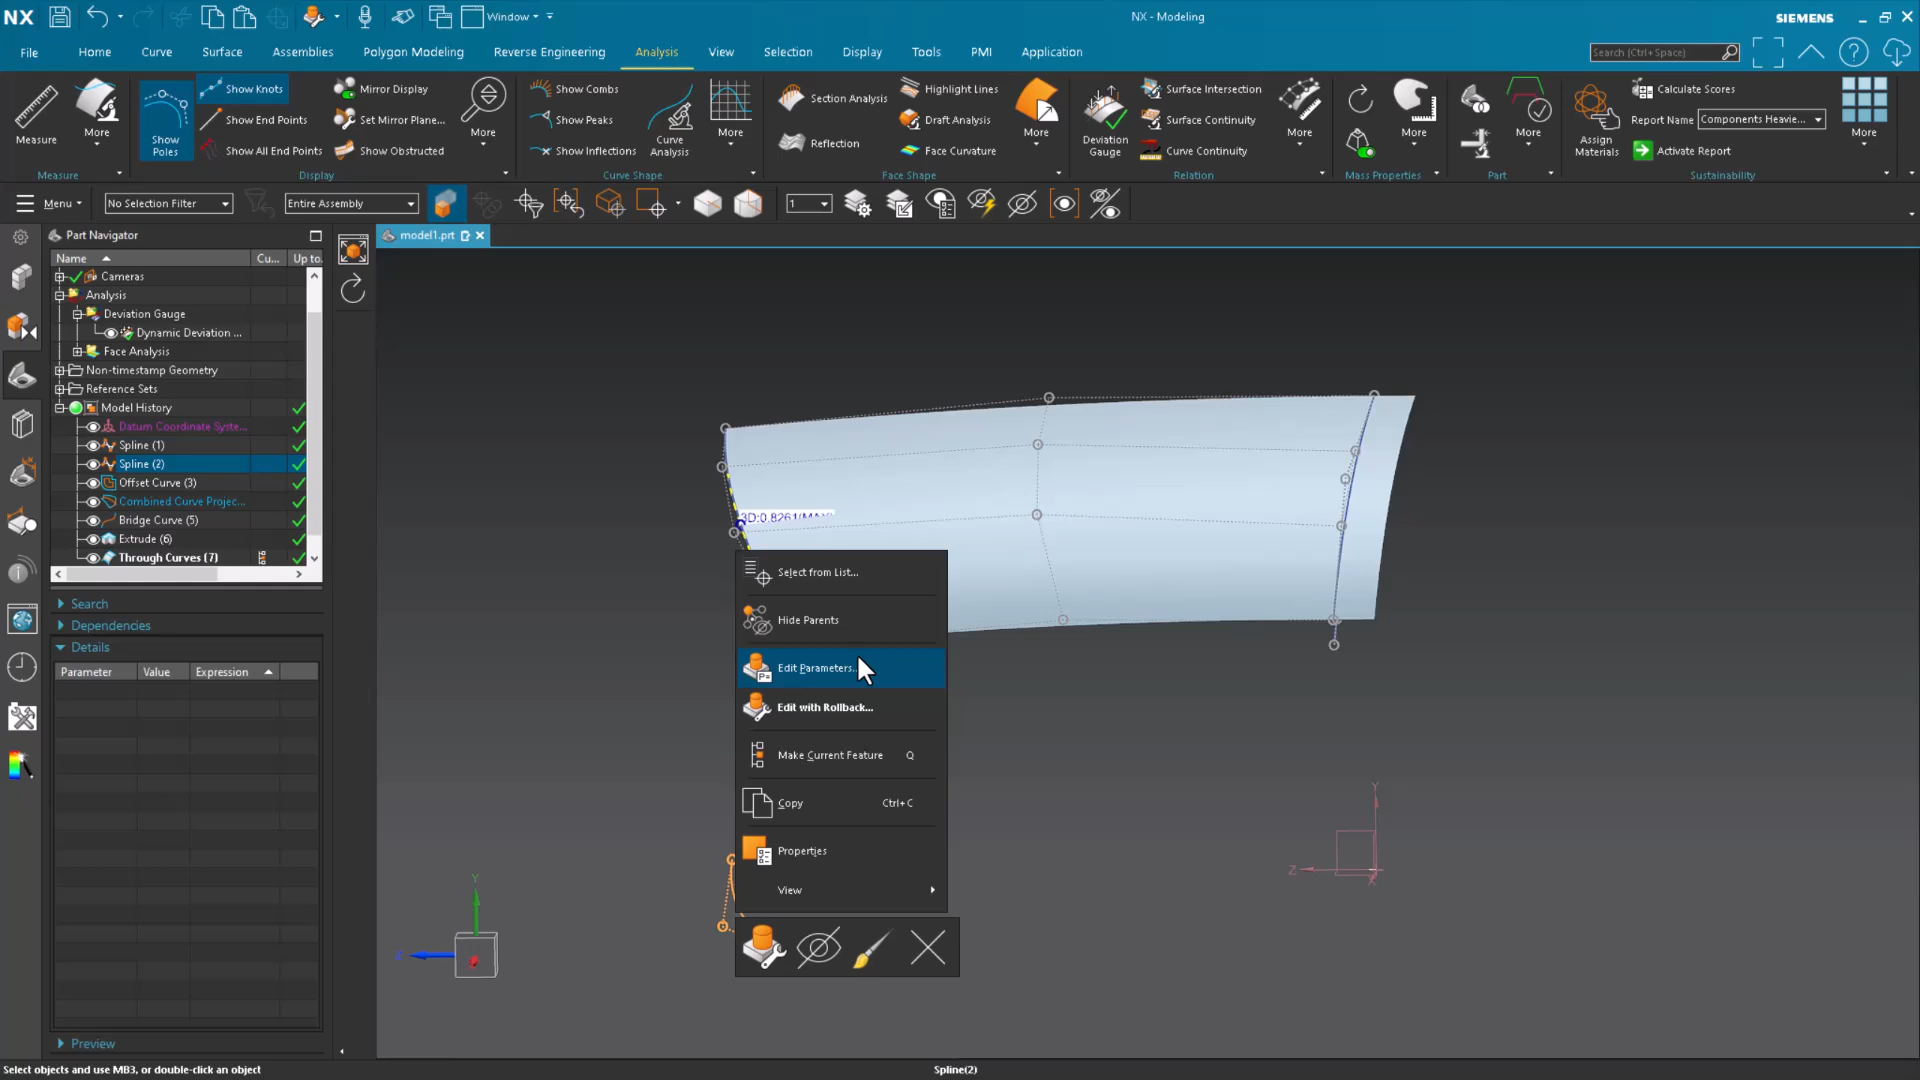 NX
Window
NX - Modeling
SIEMENS
File
Home
Curve
Surface
Assemblies
Polygon Modeling
Reverse Engineering
Analysis
View
Selection
Display
Tools
PMI
Application
Search (Ctrl+Space)
Measure
More
Measure
Show Poles
Show Knots
Show End Points
Show All End Points
Mirror Display
Set Mirror Plane...
Show Obstructed
More
Display
Show Combs
Show Peaks
Show Inflections
Curve Analysis
More
Curve Shape
Section Analysis
Reflection
Highlight Lines
Draft Analysis
Face Curvature
More
Face Shape
Deviation Gauge
Surface Intersection
Surface Continuity
Curve Continuity
More
Relation
More
Mass Properties
More
Part
Assign Materials
Calculate Scores
Report Name
Components Heavie...
Activate Report
More
Sustainability
Menu
No Selection Filter
Entire Assembly
1
Part Navigator
model1.prt
Name
Cu...
Up to
Cameras
Analysis
Deviation Gauge
Dynamic Deviation ...
Face Analysis
Non-timestamp Geometry
Reference Sets
Model History
Datum Coordinate Syste...
Spline (1)
Spline (2)
Offset Curve (3)
Combined Curve Projec...
Bridge Curve (5)
Extrude (6)
Through Curves (7)
Search
Dependencies
Details
Parameter
Value
Expression
Preview
3D:0.8261(MAX)
Select from List...
Hide Parents
Edit Parameters...
Edit with Rollback...
Make Current Feature Q
Copy Ctrl+C
Properties
View
Y
Z
Y
Z
X
Select objects and use MB3, or double-click an object
Spline(2)